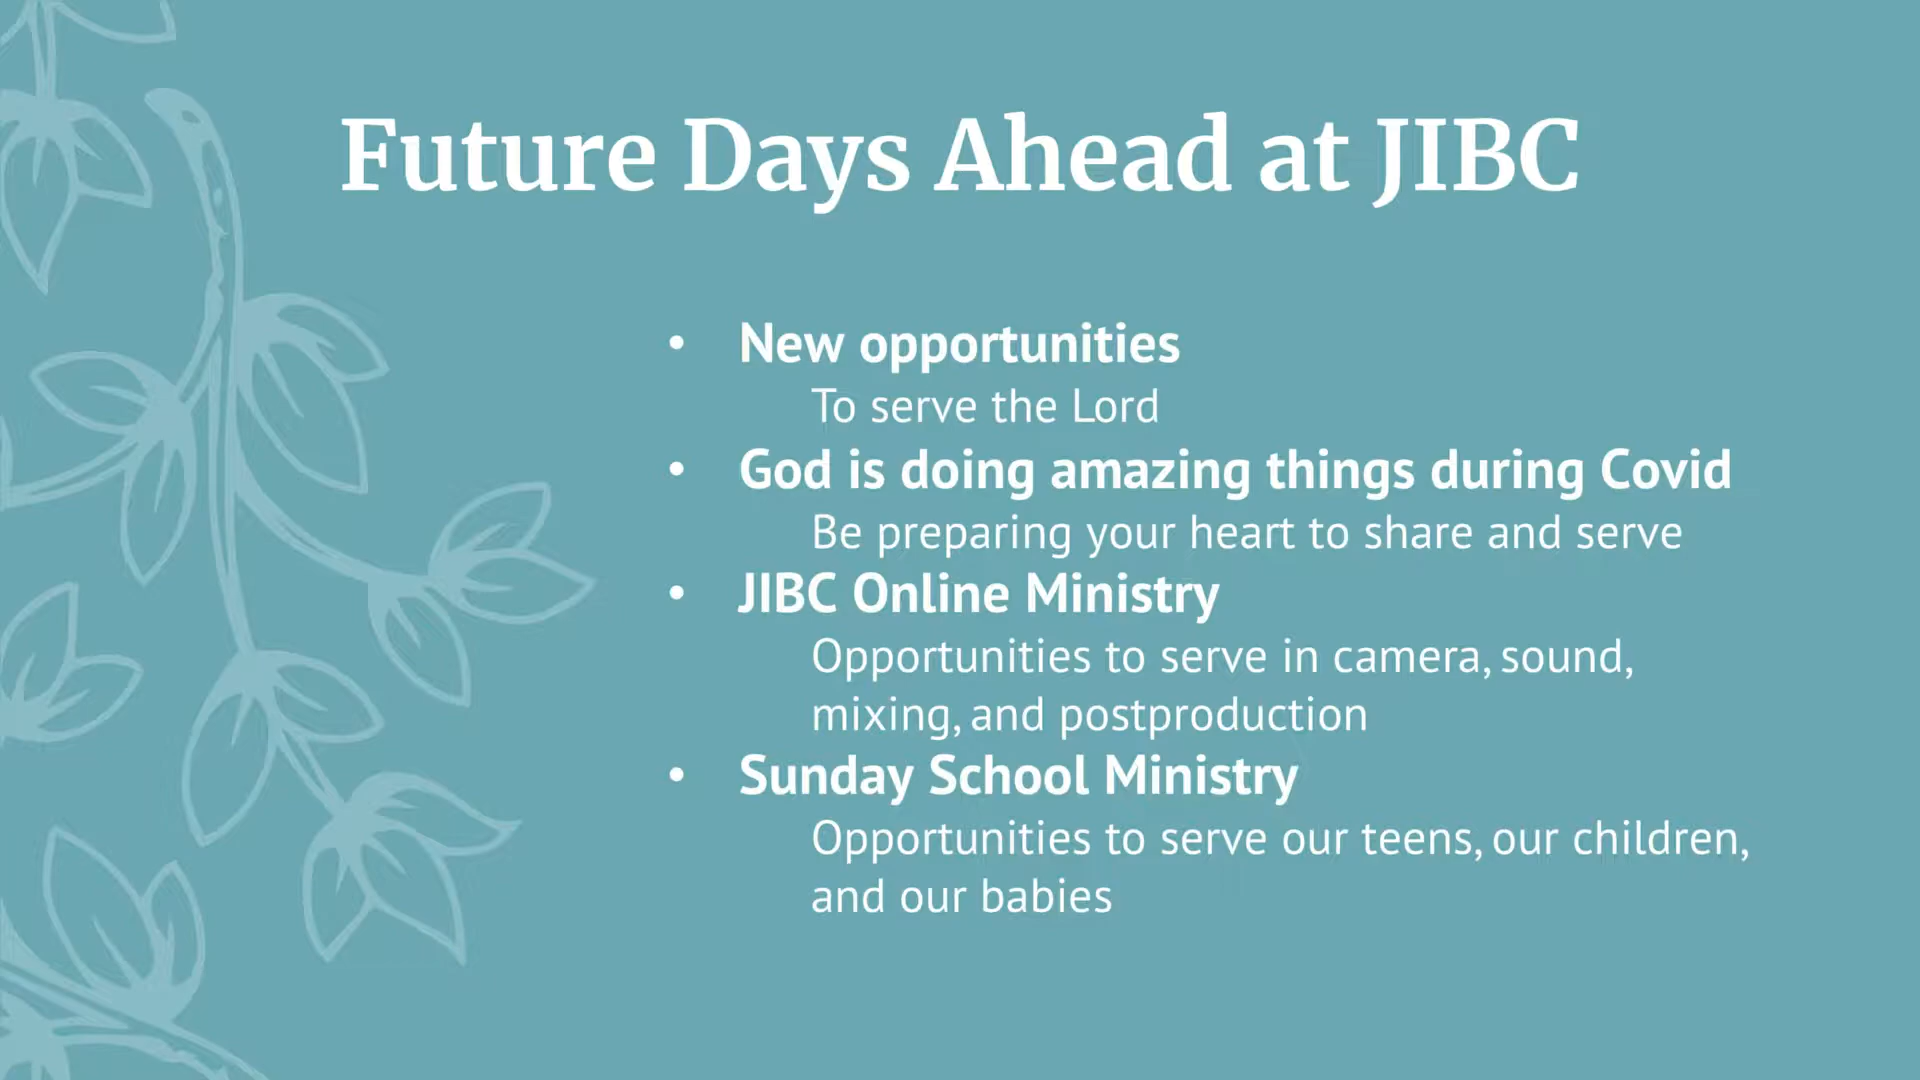 Future Days Ahead at JIBC
• New opportunities
To serve the Lord
• God is doing amazing things during Covid
Be preparing your heart to share and serve
• JIBC Online Ministry
Opportunities to serve in camera, sound,
mixing, and postproduction
• Sunday School Ministry
Opportunities to serve our teens, our children,
and our babies